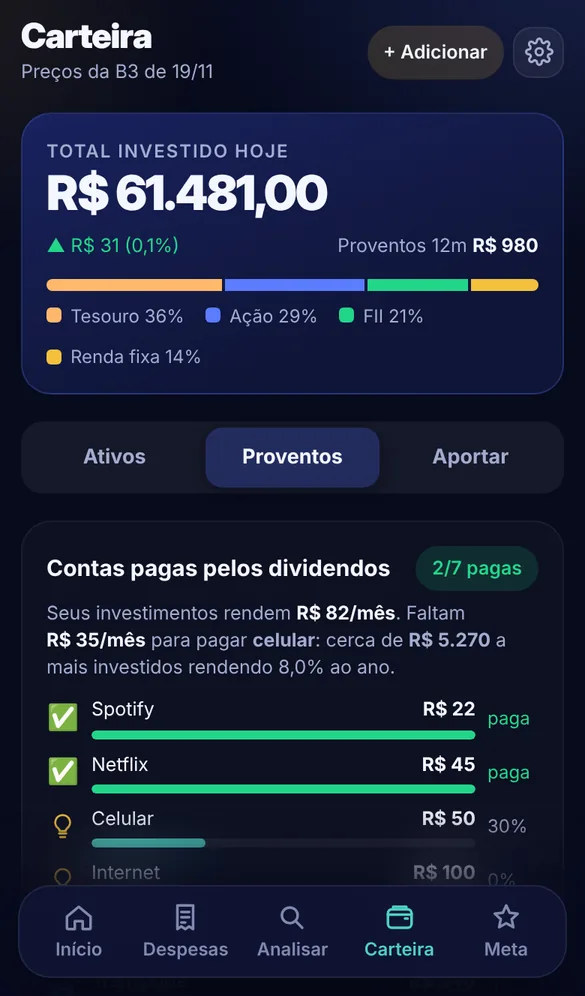 Carteira
Preços da B3 de 19/11
+ Adicionar
TOTAL INVESTIDO HOJE
R$ 61.481,00
▲ R$ 31 (0,1%)
Proventos 12m R$ 980
Tesouro 36%
Ação 29%
FII 21%
Renda fixa 14%
Ativos
Proventos
Aportar
Contas pagas pelos dividendos
2/7 pagas
Seus investimentos rendem R$ 82/mês. Faltam
R$ 35/mês para pagar celular: cerca de R$ 5.270 a
mais investidos rendendo 8,0% ao ano.
Spotify R$ 22 paga
Netflix R$ 45 paga
Celular R$ 50 30%
Internet R$ 100 0%
Início
Despesas
Analisar
Carteira
Meta